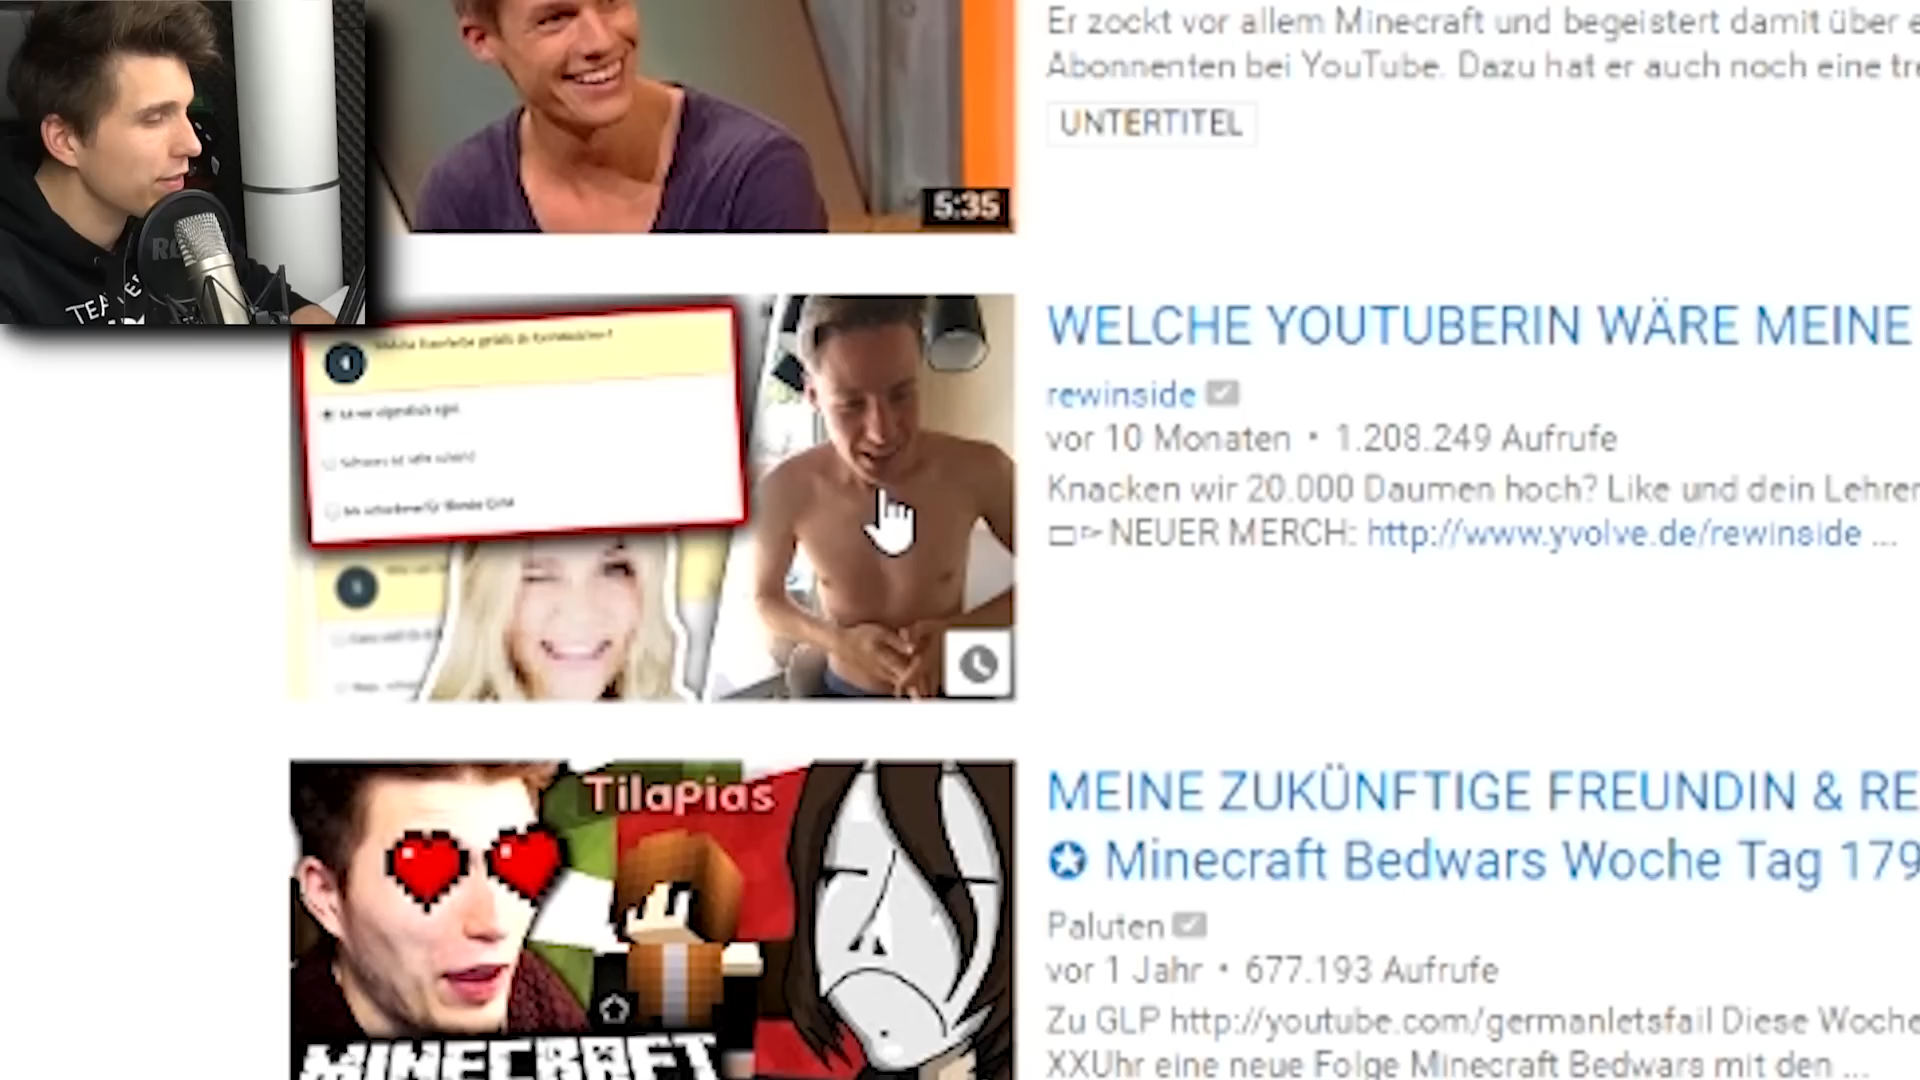 Er zockt vor allem Minecraft und begeistert damit über
Abonnenten bei YouTube. Dazu hat er auch noch eine
UNTERTITEL
5:35
WELCHE YOUTUBERIN WÄRE MEINE
rewinside
vor 10 Monaten • 1.208.249 Aufrufe
Knacken wir 20.000 Daumen hoch? Like und dein Lehrer
NEUER MERCH: http://www.yvolve.de/rewinside ...
Tilapias
MINECRAFT
MEINE ZUKÜNFTIGE FREUNDIN & RE
✪ Minecraft Bedwars Woche Tag 179
Paluten
vor 1 Jahr • 677.193 Aufrufe
Zu GLP http://youtube.com/germanletsfail Diese Woche
XXUhr eine neue Folge Minecraft Bedwars mit den ...